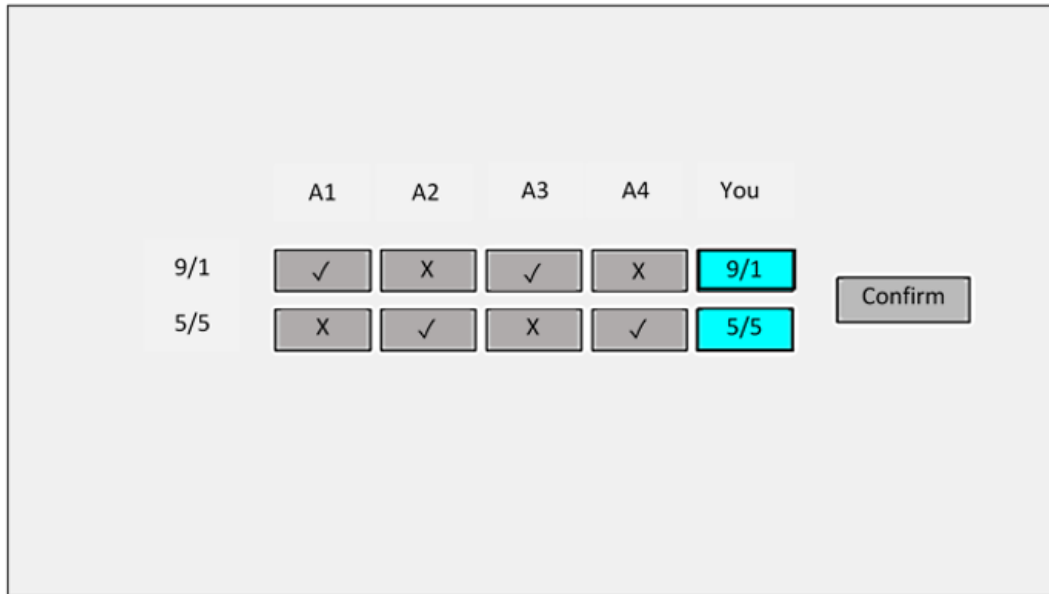 A1 A2 A3 A4 You
9/1 √ X √ X 9/1
Confirm
5/5 X √ X √ 5/5